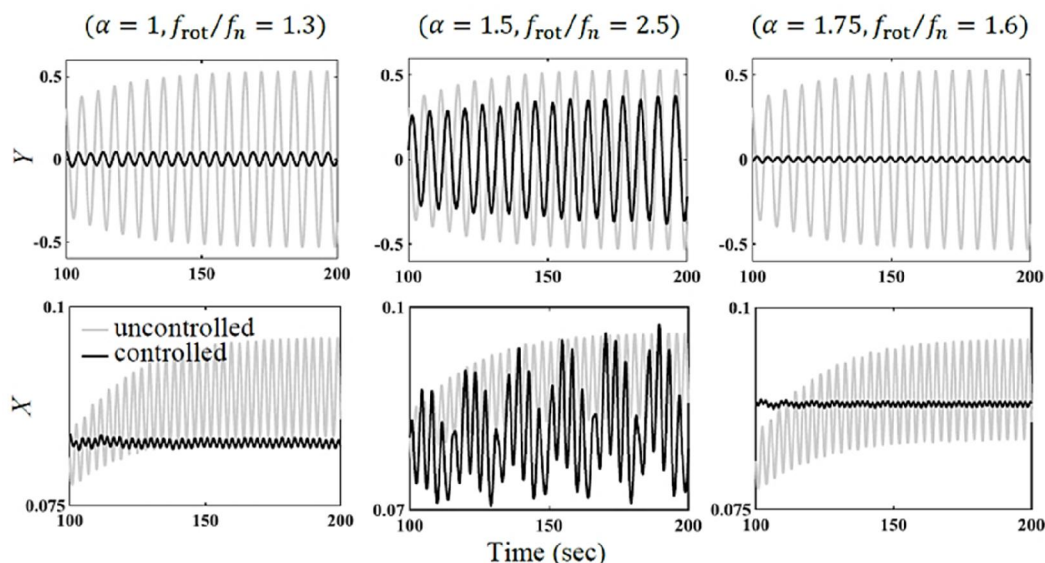 (α = 1, f_rot/f_n = 1.3) (α = 1.5, f_rot/f_n = 2.5) (α = 1.75, f_rot/f_n = 1.6)
0.5 0.5 0.5
Y 0 0 0
-0.5 -0.5 -0.5
100 150 200 100 150 200 100 150 200
0.1 0.1 0.1
uncontrolled
controlled
X
0.075 0.07 0.075
100 150 200 100 150 200 100 150 200
Time (sec)